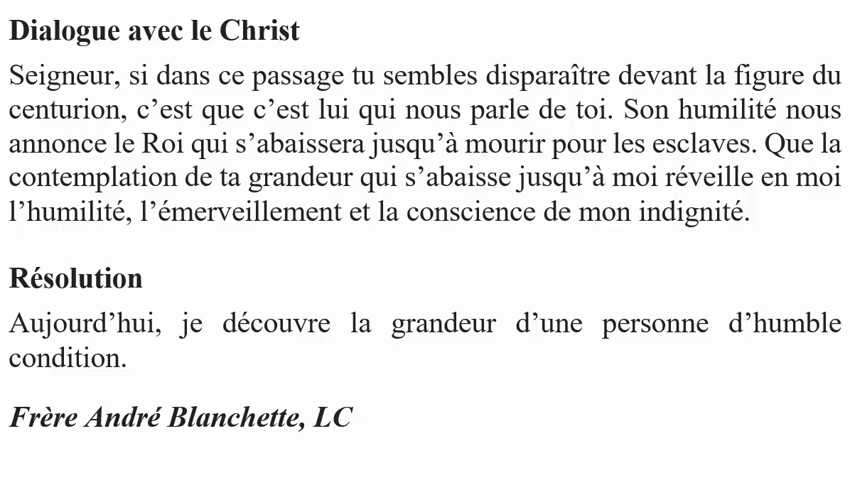 Dialogue avec le Christ
Seigneur, si dans ce passage tu sembles disparaître devant la figure du
centurion, c’est que c’est lui qui nous parle de toi. Son humilité nous
annonce le Roi qui s’abaissera jusqu’à mourir pour les esclaves. Que la
contemplation de ta grandeur qui s’abaisse jusqu’à moi réveille en moi
l’humilité, l’émerveillement et la conscience de mon indignité.
Résolution
Aujourd’hui, je découvre la grandeur d’une personne d’humble
condition.
Frère André Blanchette, LC